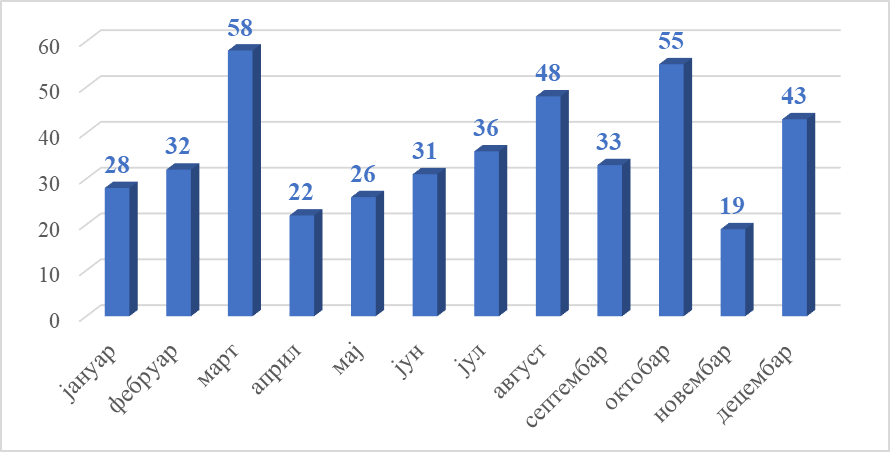 58
55
48
43
36
33
32
31
28
26
22
19
60
50
40
30
20
10
0
јануар
фебруар
март
април
мај
јун
јул
август
септембар
октобар
новембар
децембар